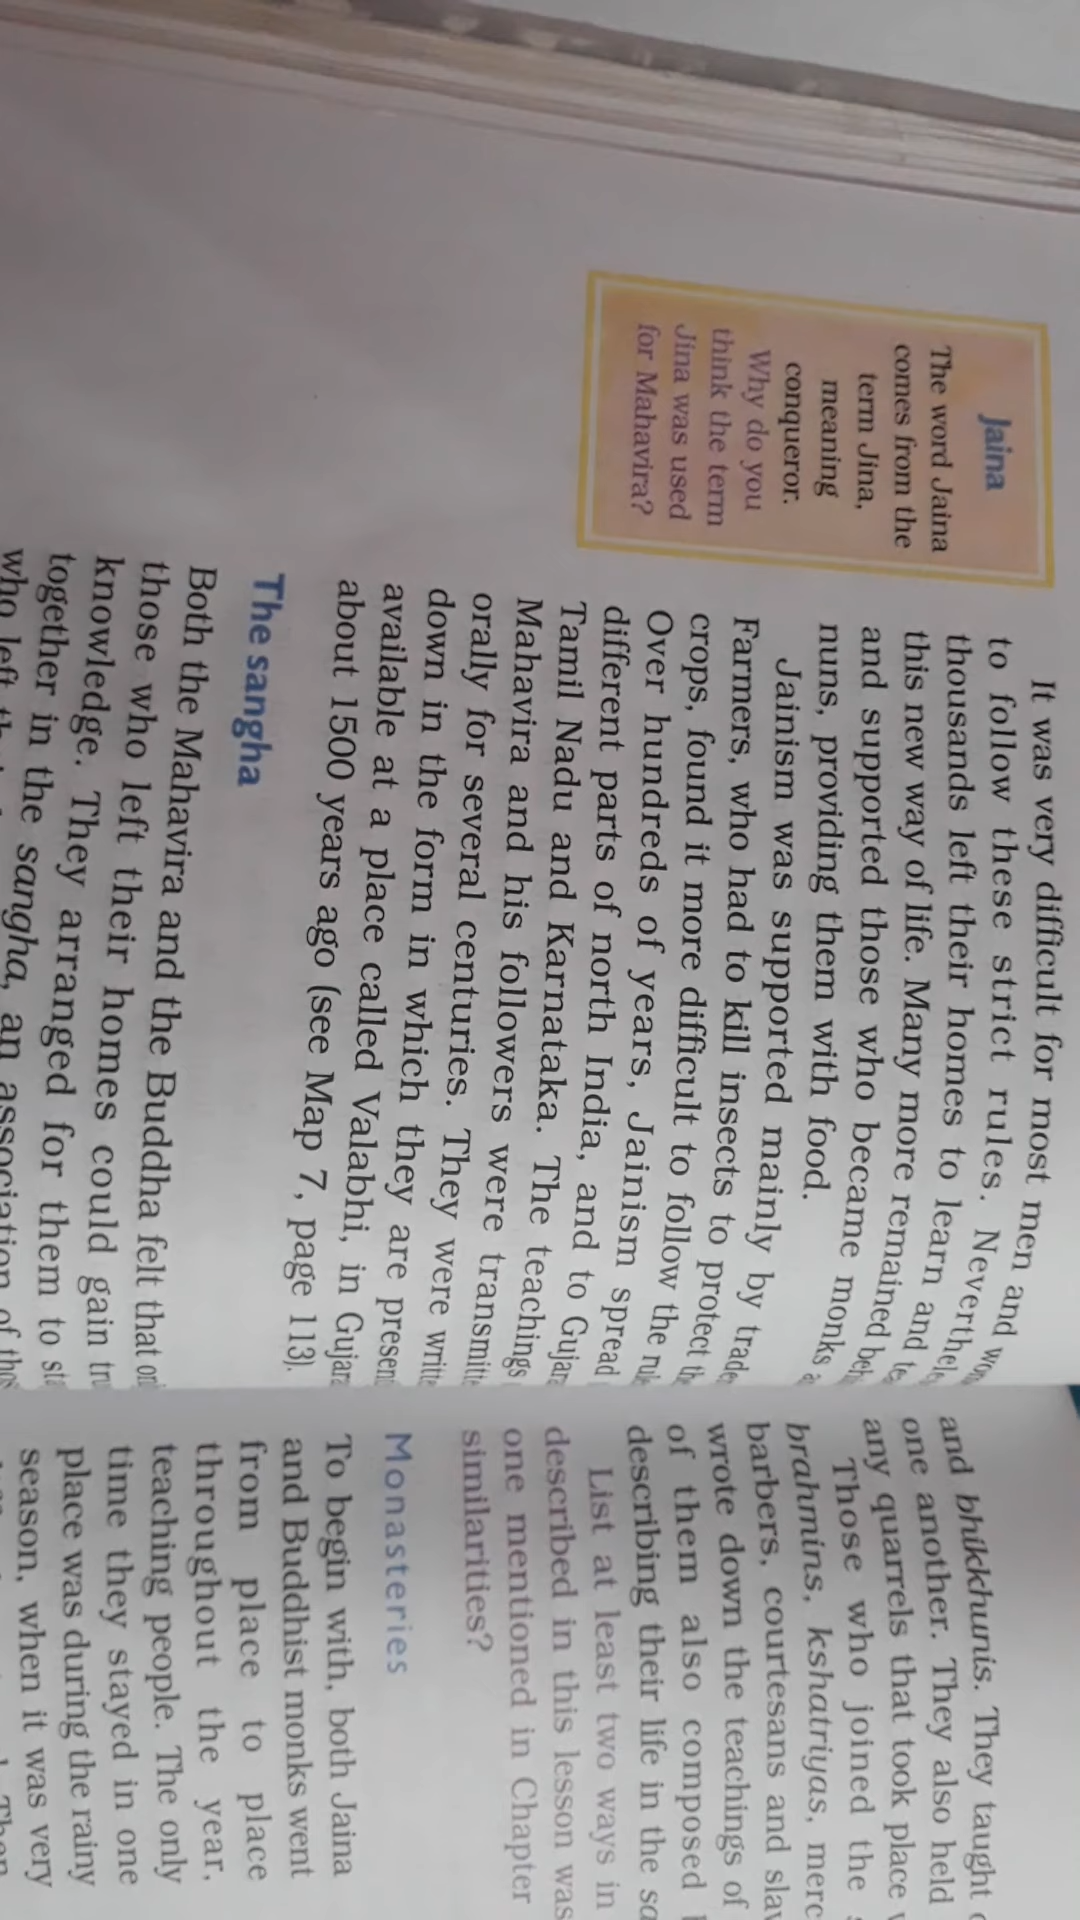 Jaina
The word Jaina
comes from the
term Jina,
meaning
conqueror.
Why do you
think the term
Jina was used
for Mahavira?
It was very difficult for most men and
to follow these strict rules.
thousands left their homes to learn and
this new way of life. Many more remained
and supported those who became monks
nuns, providing them with food.
Jainism was supported mainly by
Farmers, who had to kill insects to protect
crops, found it more difficult to follow the
Over hundreds of years, Jainism spread
different parts of north India, and to
Tamil Nadu and Karnataka. The teachings
Mahavira and his followers were
orally for several centuries. They were
down in the form in which they are
available at a place called Valabhi, in
about 1500 years ago (see Map 7, page 113).
The sangha
Both the Mahavira and the Buddha felt that
those who left their homes could gain
knowledge. They arranged for them to
together in the sangha, an association of
who left
and bhikkhunis. They taught
one another. They also held
any quarrels that took place
Those who joined the
brahmins, kshatriyas,
barbers, courtesans and
wrote down the teachings of
of them also composed
describing their life in the
List at least two ways in
described in this lesson was
one mentioned in Chapter
similarities?
Monasteries
To begin with, both Jaina
and Buddhist monks went
from place to place
throughout the year,
teaching people. The only
time they stayed in one
place was during the rainy
season, when it was very